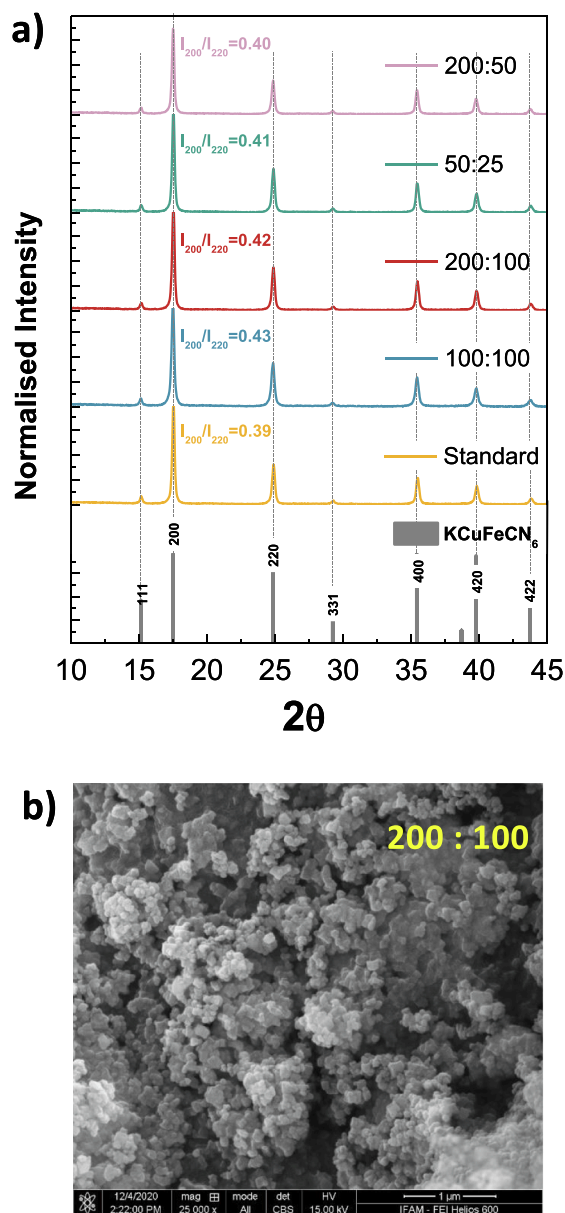 a)
I200/I220=0.40
200:50
I200/I220=0.41
50:25
I200/I220=0.42
200:100
I200/I220=0.43
100:100
I200/I220=0.39
Standard
Normalised Intensity
KCuFeCN6
111
200
220
331
400
420
422
10 15 20 25 30 35 40 45
2θ
b)
200 : 100
12/4/2020 mag ⊞ mode det HV 1 µm
2:22:00 PM 25 000 x All CBS 15.00 kV IFAM - FEI Helios 600